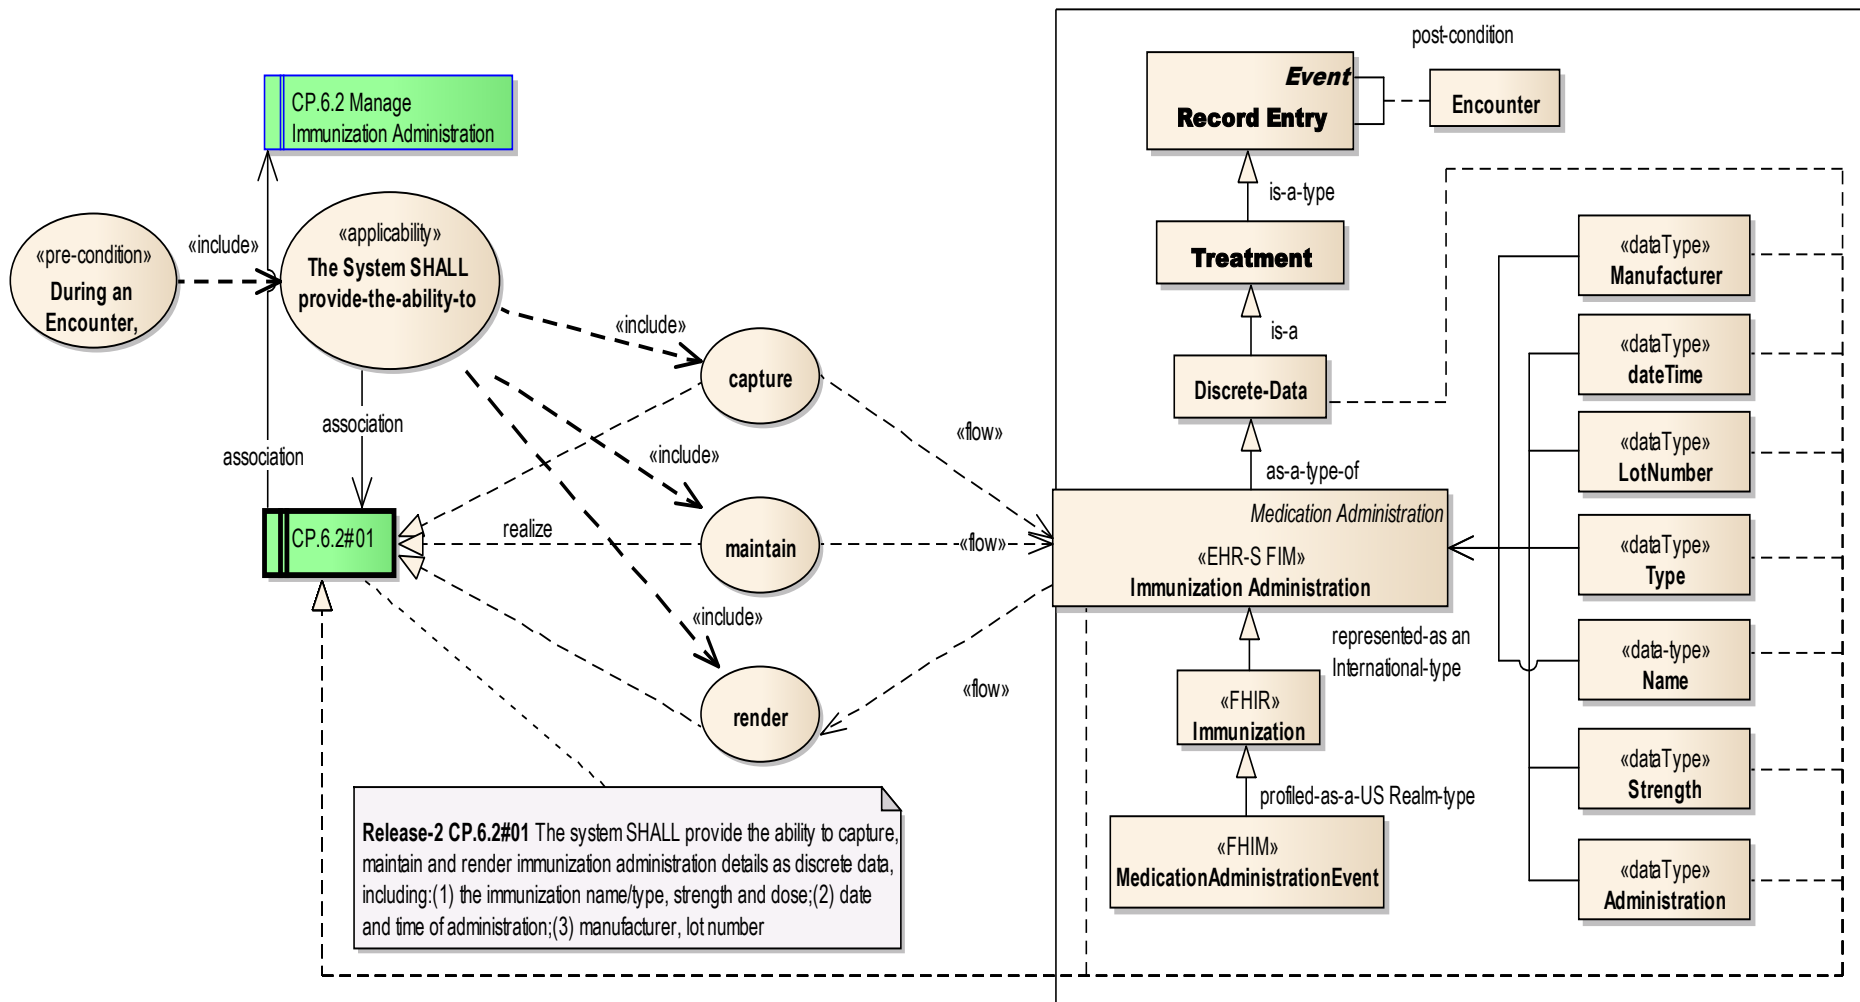 post-condition
Event
Record Entry
Encounter
CP.6.2 Manage
Immunization Administration
is-a-type
«pre-condition»
During an
Encounter,
«include»
«applicability»
The System SHALL
provide-the-ability-to
Treatment
«dataType»
Manufacturer
«include»
is-a
«dataType»
dateTime
capture
Discrete-Data
association
association
«flow»
«include»
as-a-type-of
«dataType»
LotNumber
CP.6.2#01
realize
maintain
«flow»
Medication Administration
«EHR-S FIM»
Immunization Administration
«dataType»
Type
«include»
represented-as an
International-type
«data-type»
Name
render
«flow»
«FHIR»
Immunization
«dataType»
Strength
profiled-as-a-US Realm-type
Release-2 CP.6.2#01 The system SHALL provide the ability to capture,
maintain and render immunization administration details as discrete data,
including:(1) the immunization name/type, strength and dose;(2) date
and time of administration;(3) manufacturer, lot number
«FHIM»
MedicationAdministrationEvent
«dataType»
Administration